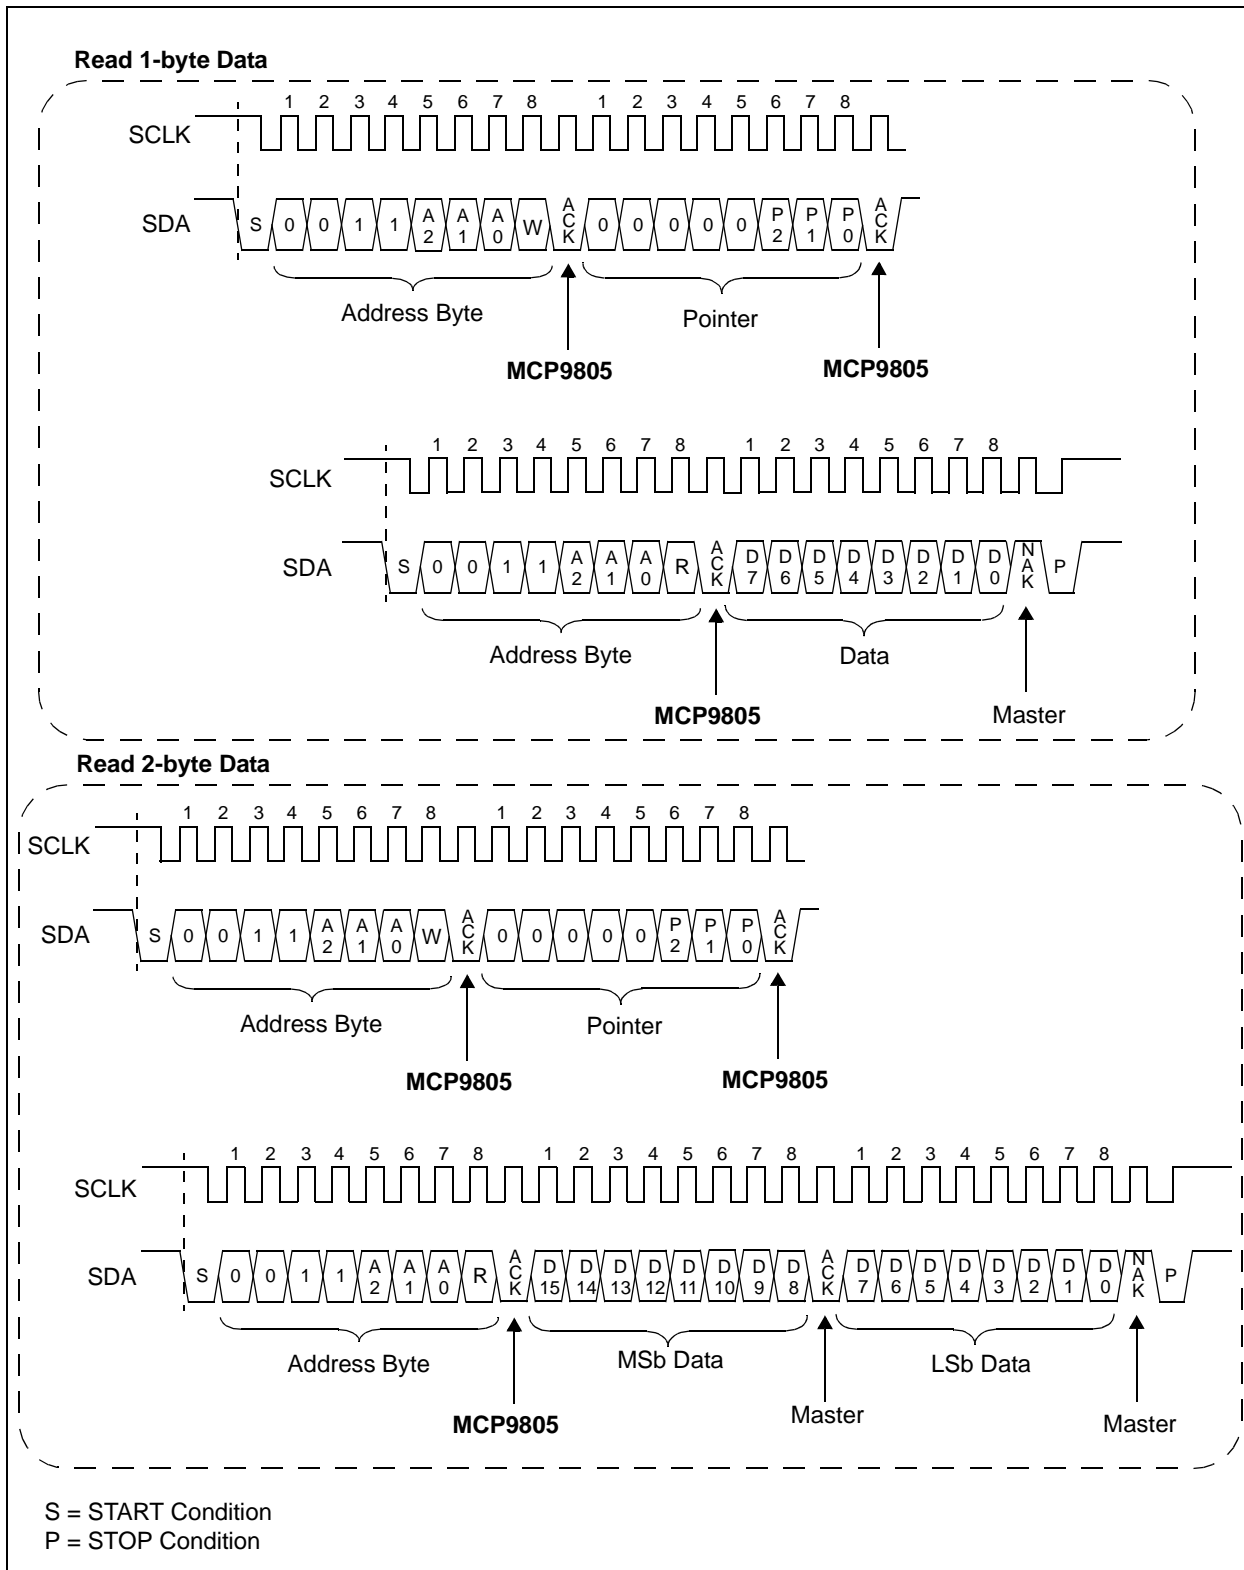 Read 1-byte Data
1 2 3 4 5 6 7 8 1 2 3 4 5 6 7 8
SCLK
SDA S 0 0 1 1 A2 A1 A0 W ACK 0 0 0 0 0 P2 P1 P0 ACK
Address Byte Pointer
MCP9805 MCP9805
1 2 3 4 5 6 7 8 1 2 3 4 5 6 7 8
SCLK
SDA S 0 0 1 1 A2 A1 A0 R ACK D7 D6 D5 D4 D3 D2 D1 D0 NAK P
Address Byte Data
MCP9805 Master
Read 2-byte Data
1 2 3 4 5 6 7 8 1 2 3 4 5 6 7 8
SCLK
SDA S 0 0 1 1 A2 A1 A0 W ACK 0 0 0 0 0 P2 P1 P0 ACK
Address Byte Pointer
MCP9805 MCP9805
1 2 3 4 5 6 7 8 1 2 3 4 5 6 7 8 1 2 3 4 5 6 7 8
SCLK
SDA S 0 0 1 1 A2 A1 A0 R ACK D15 D14 D13 D12 D11 D10 D9 D8 ACK D7 D6 D5 D4 D3 D2 D1 D0 NAK P
Address Byte MSb Data LSb Data
MCP9805 Master Master
S = START Condition
P = STOP Condition